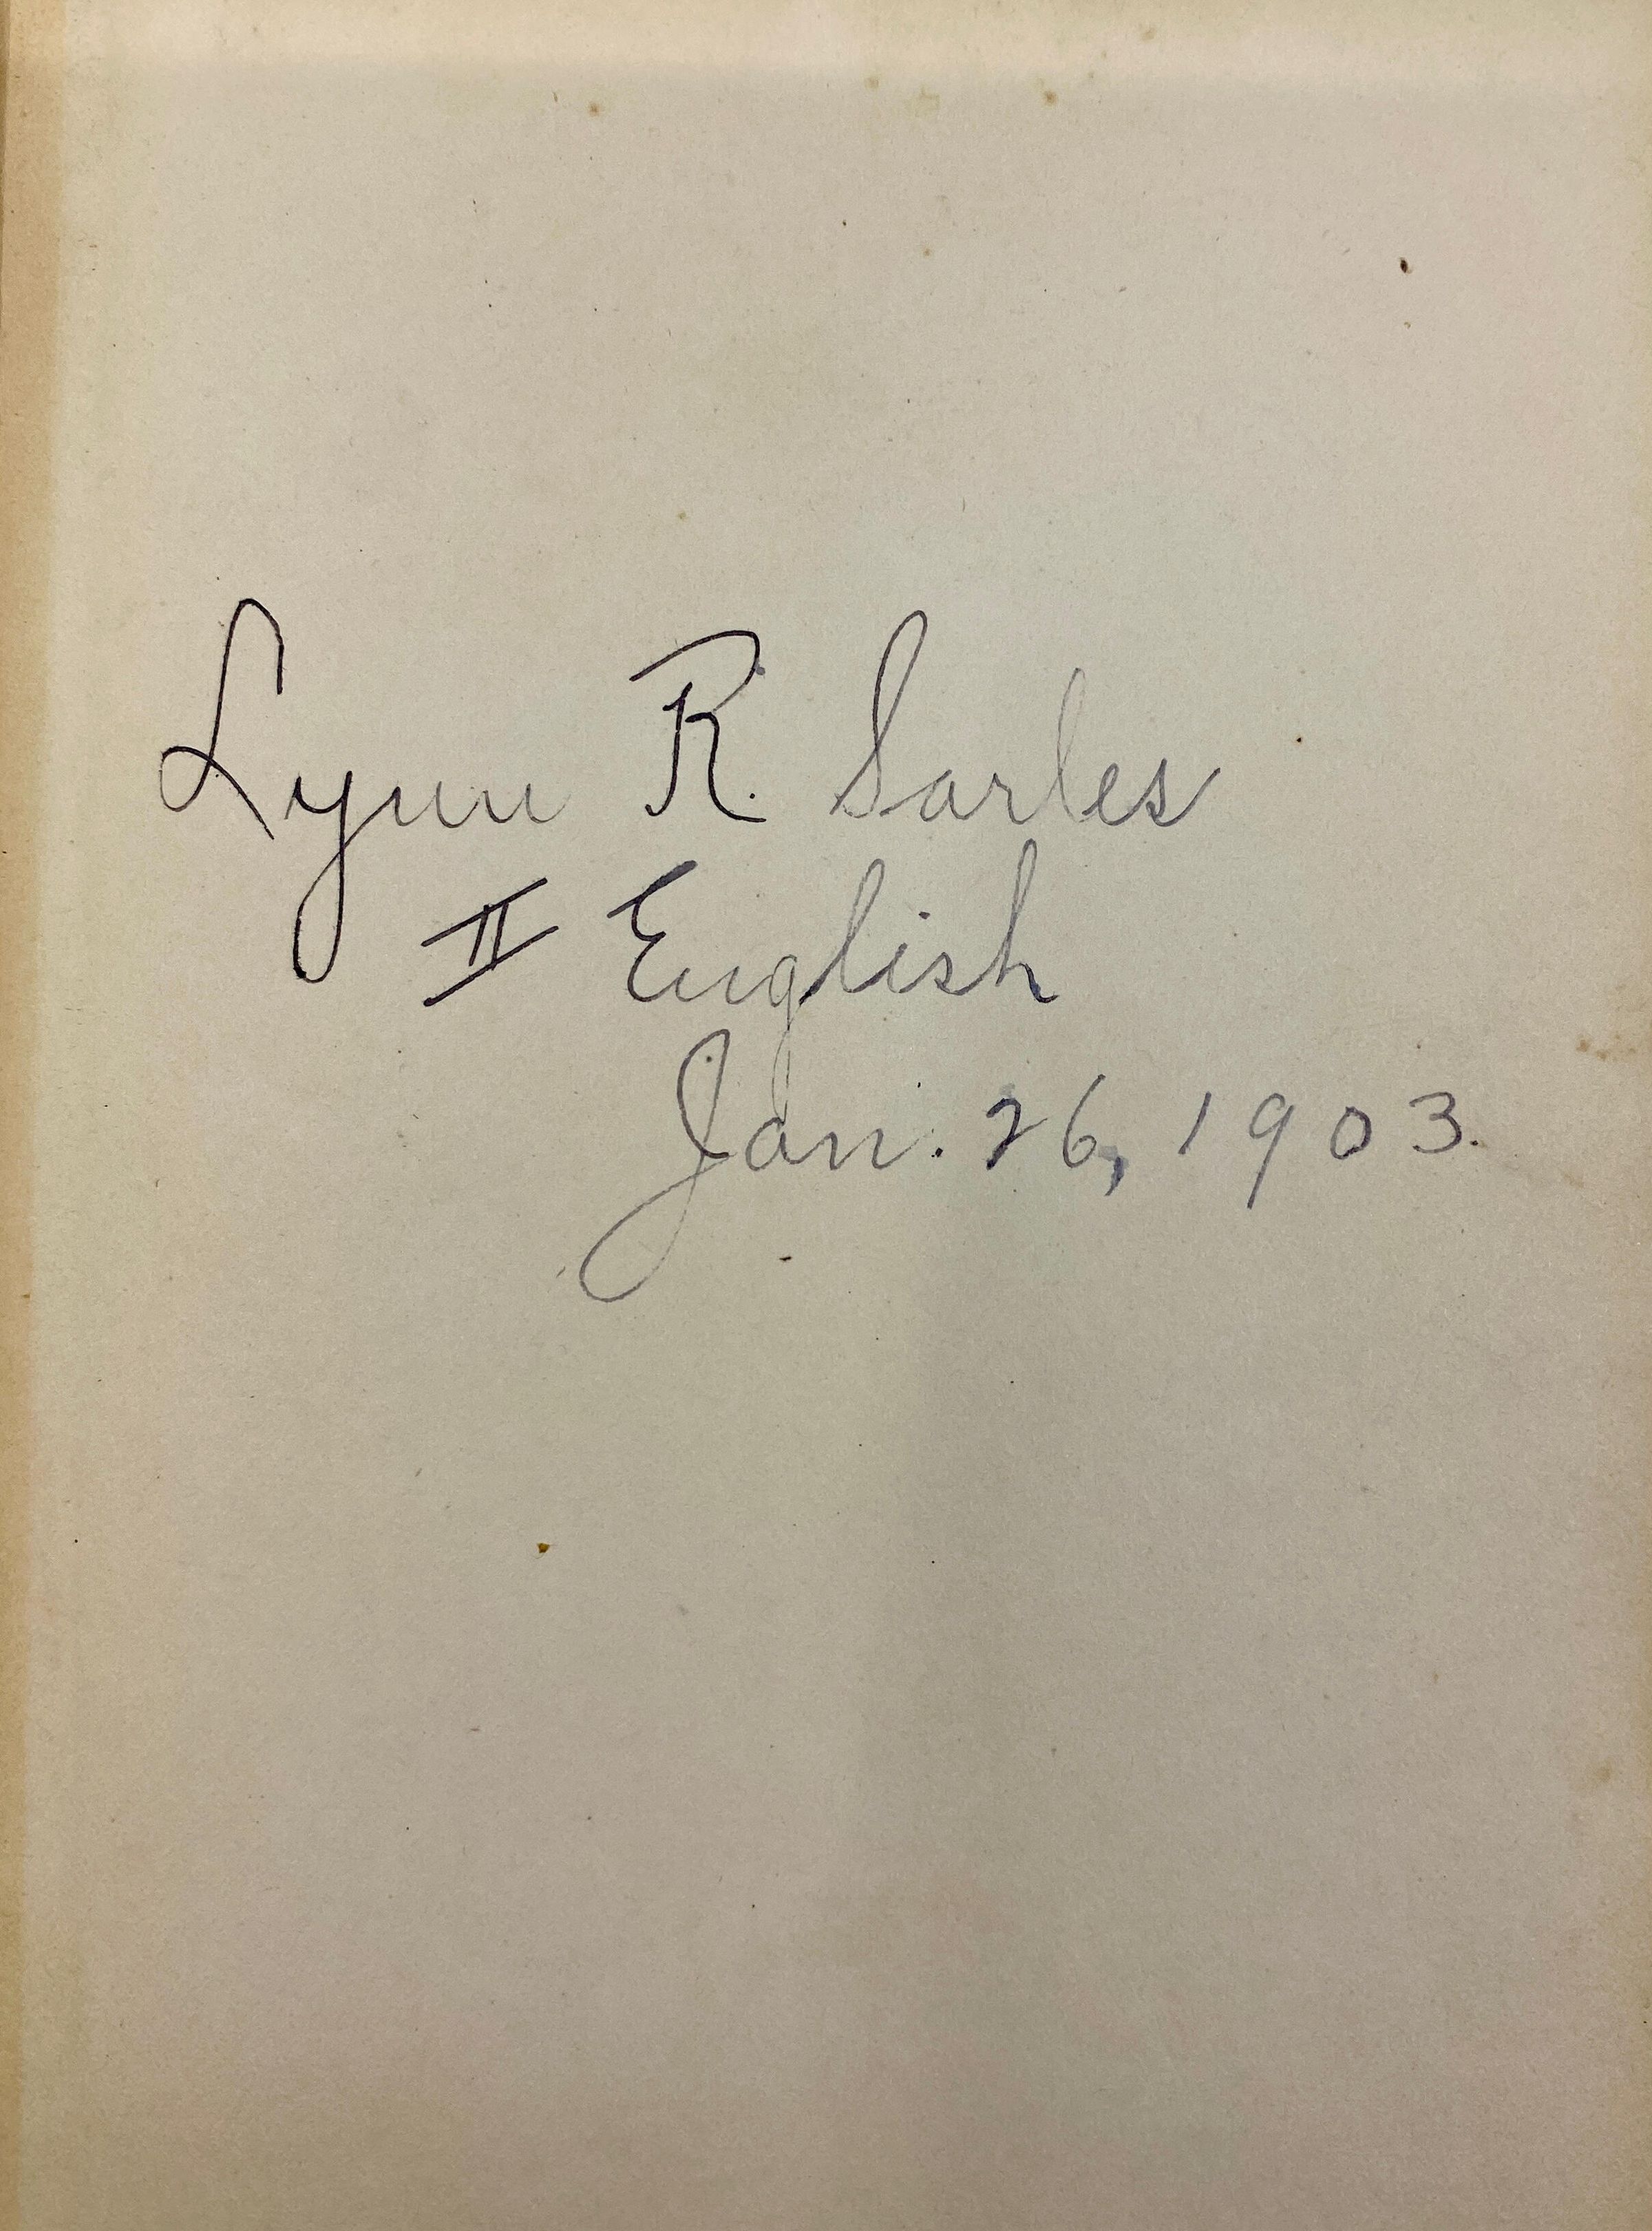 Lynn R. Sarles
II English
Jan. 26, 1903.